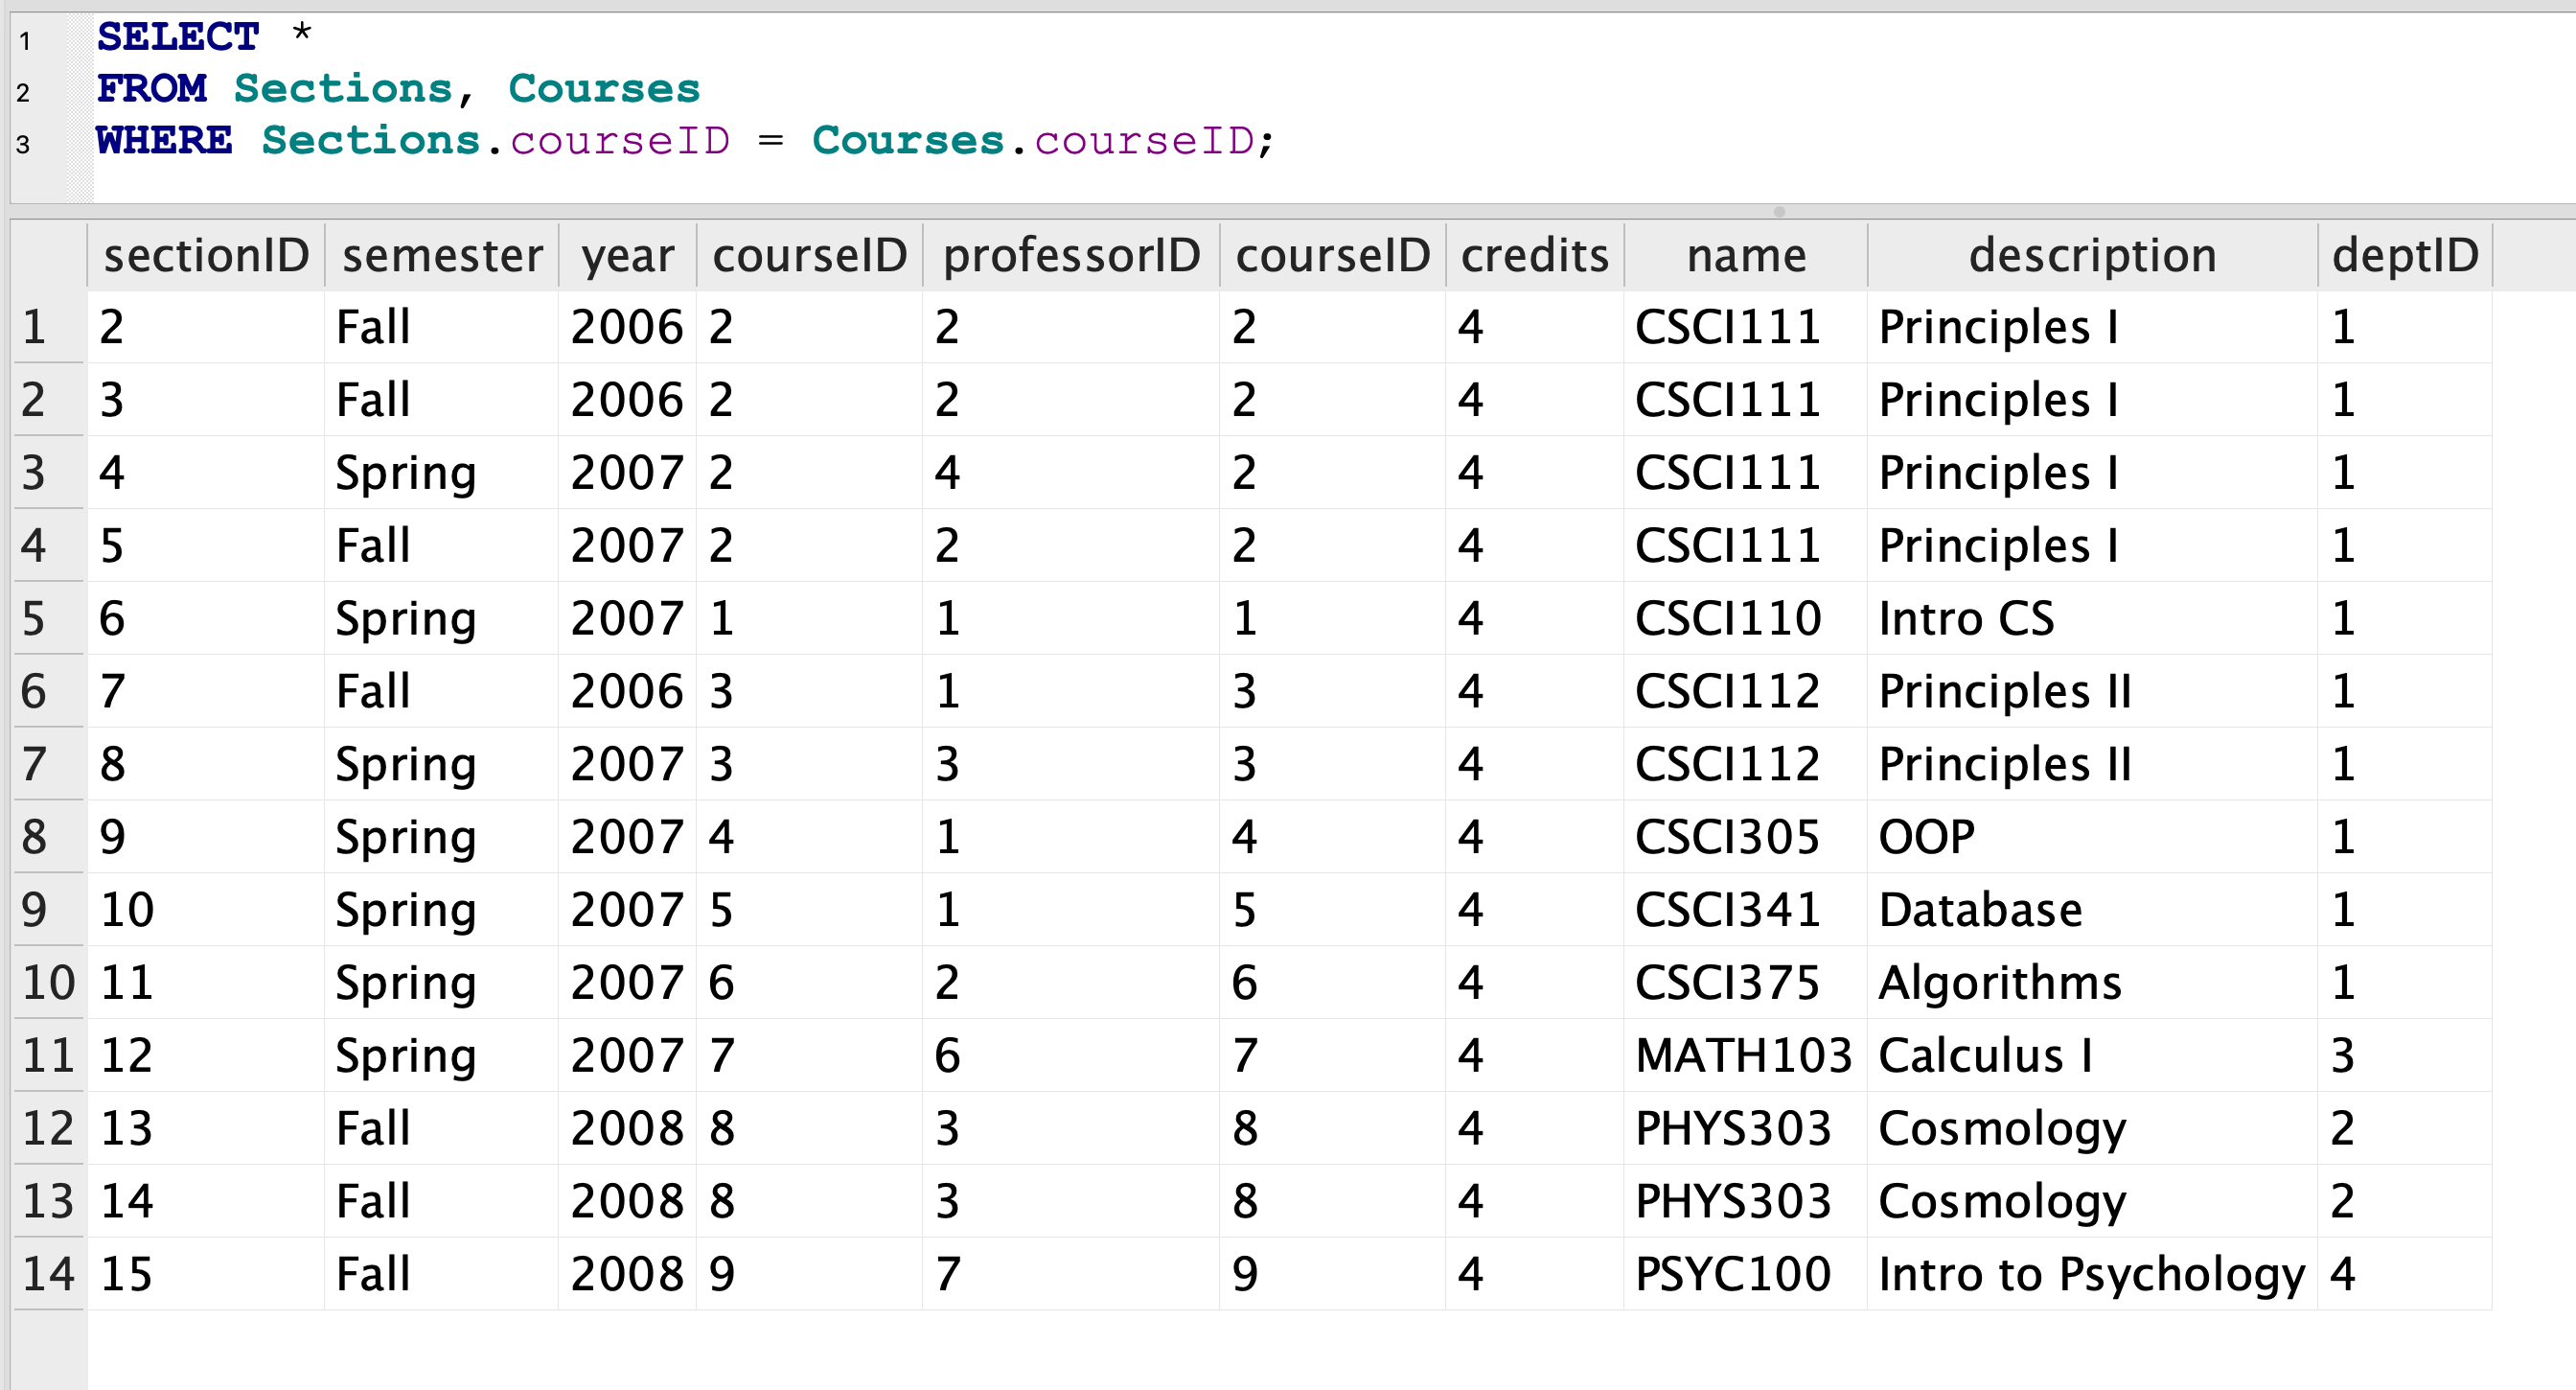 1 SELECT *
2 FROM Sections, Courses
3 WHERE Sections.courseID = Courses.courseID;
sectionID semester year courseID professorID courseID credits name description deptID
1 2 Fall 2006 2 2 2 4 CSCI111 Principles I 1
2 3 Fall 2006 2 2 2 4 CSCI111 Principles I 1
3 4 Spring 2007 2 4 2 4 CSCI111 Principles I 1
4 5 Fall 2007 2 2 2 4 CSCI111 Principles I 1
5 6 Spring 2007 1 1 1 4 CSCI110 Intro CS 1
6 7 Fall 2006 3 1 3 4 CSCI112 Principles II 1
7 8 Spring 2007 3 3 3 4 CSCI112 Principles II 1
8 9 Spring 2007 4 1 4 4 CSCI305 OOP 1
9 10 Spring 2007 5 1 5 4 CSCI341 Database 1
10 11 Spring 2007 6 2 6 4 CSCI375 Algorithms 1
11 12 Spring 2007 7 6 7 4 MATH103 Calculus I 3
12 13 Fall 2008 8 3 8 4 PHYS303 Cosmology 2
13 14 Fall 2008 8 3 8 4 PHYS303 Cosmology 2
14 15 Fall 2008 9 7 9 4 PSYC100 Intro to Psychology 4